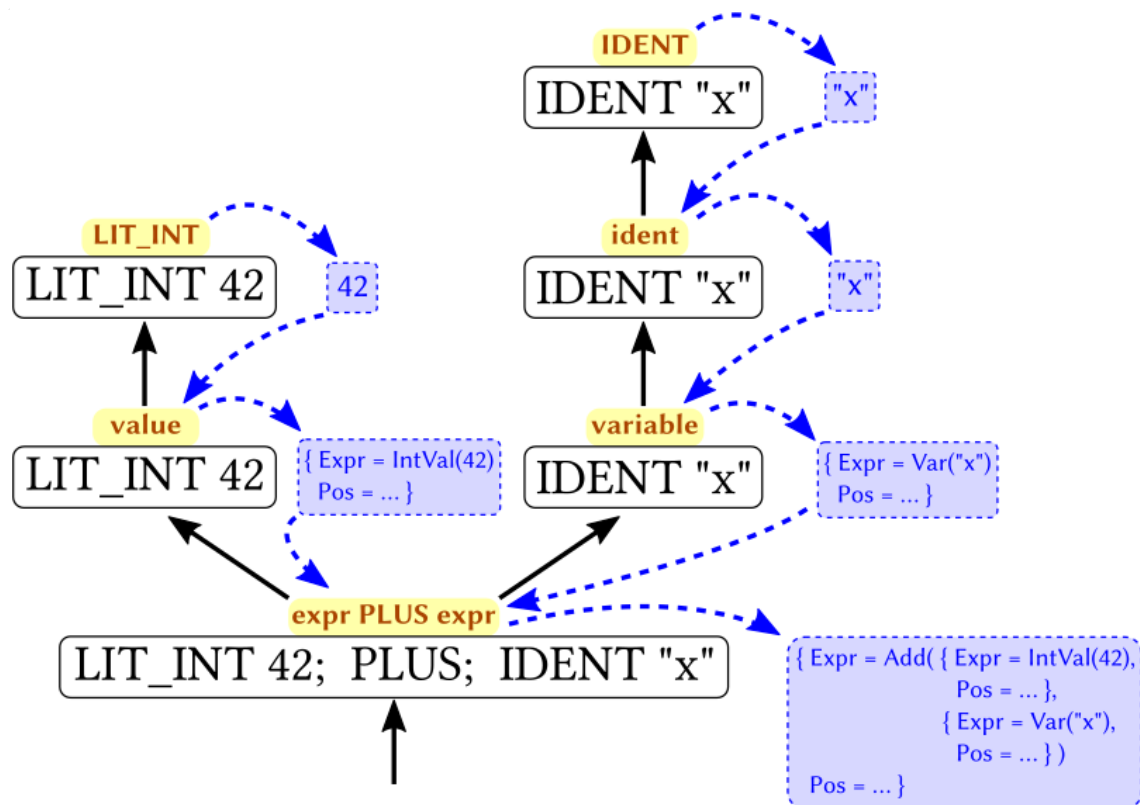 IDENT
IDENT "x"
"x"
LIT_INT
LIT_INT 42
42
ident
IDENT "x"
"x"
value
LIT_INT 42
{ Expr = IntVal(42)
Pos = ... }
variable
IDENT "x"
{ Expr = Var("x")
Pos = ... }
expr PLUS expr
LIT_INT 42; PLUS; IDENT "x"
{ Expr = Add( { Expr = IntVal(42),
Pos = ... },
{ Expr = Var("x"),
Pos = ... } )
Pos = ... }